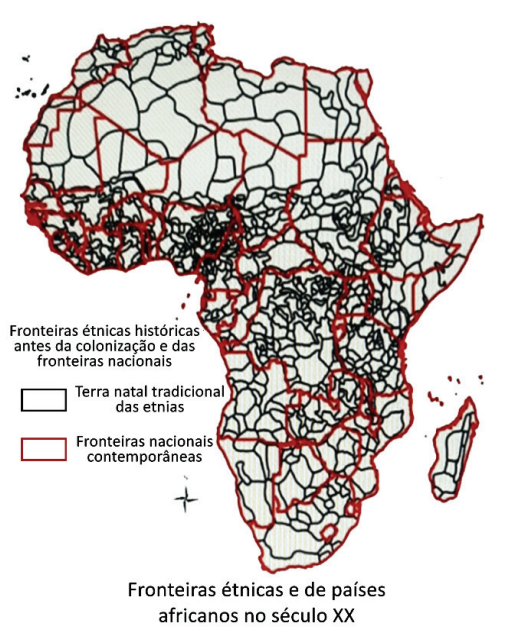 Fronteiras étnicas históricas
antes da colonização e das
fronteiras nacionais
Terra natal tradicional
das etnias
Fronteiras nacionais
contemporâneas
Fronteiras étnicas e de países
africanos no século XX